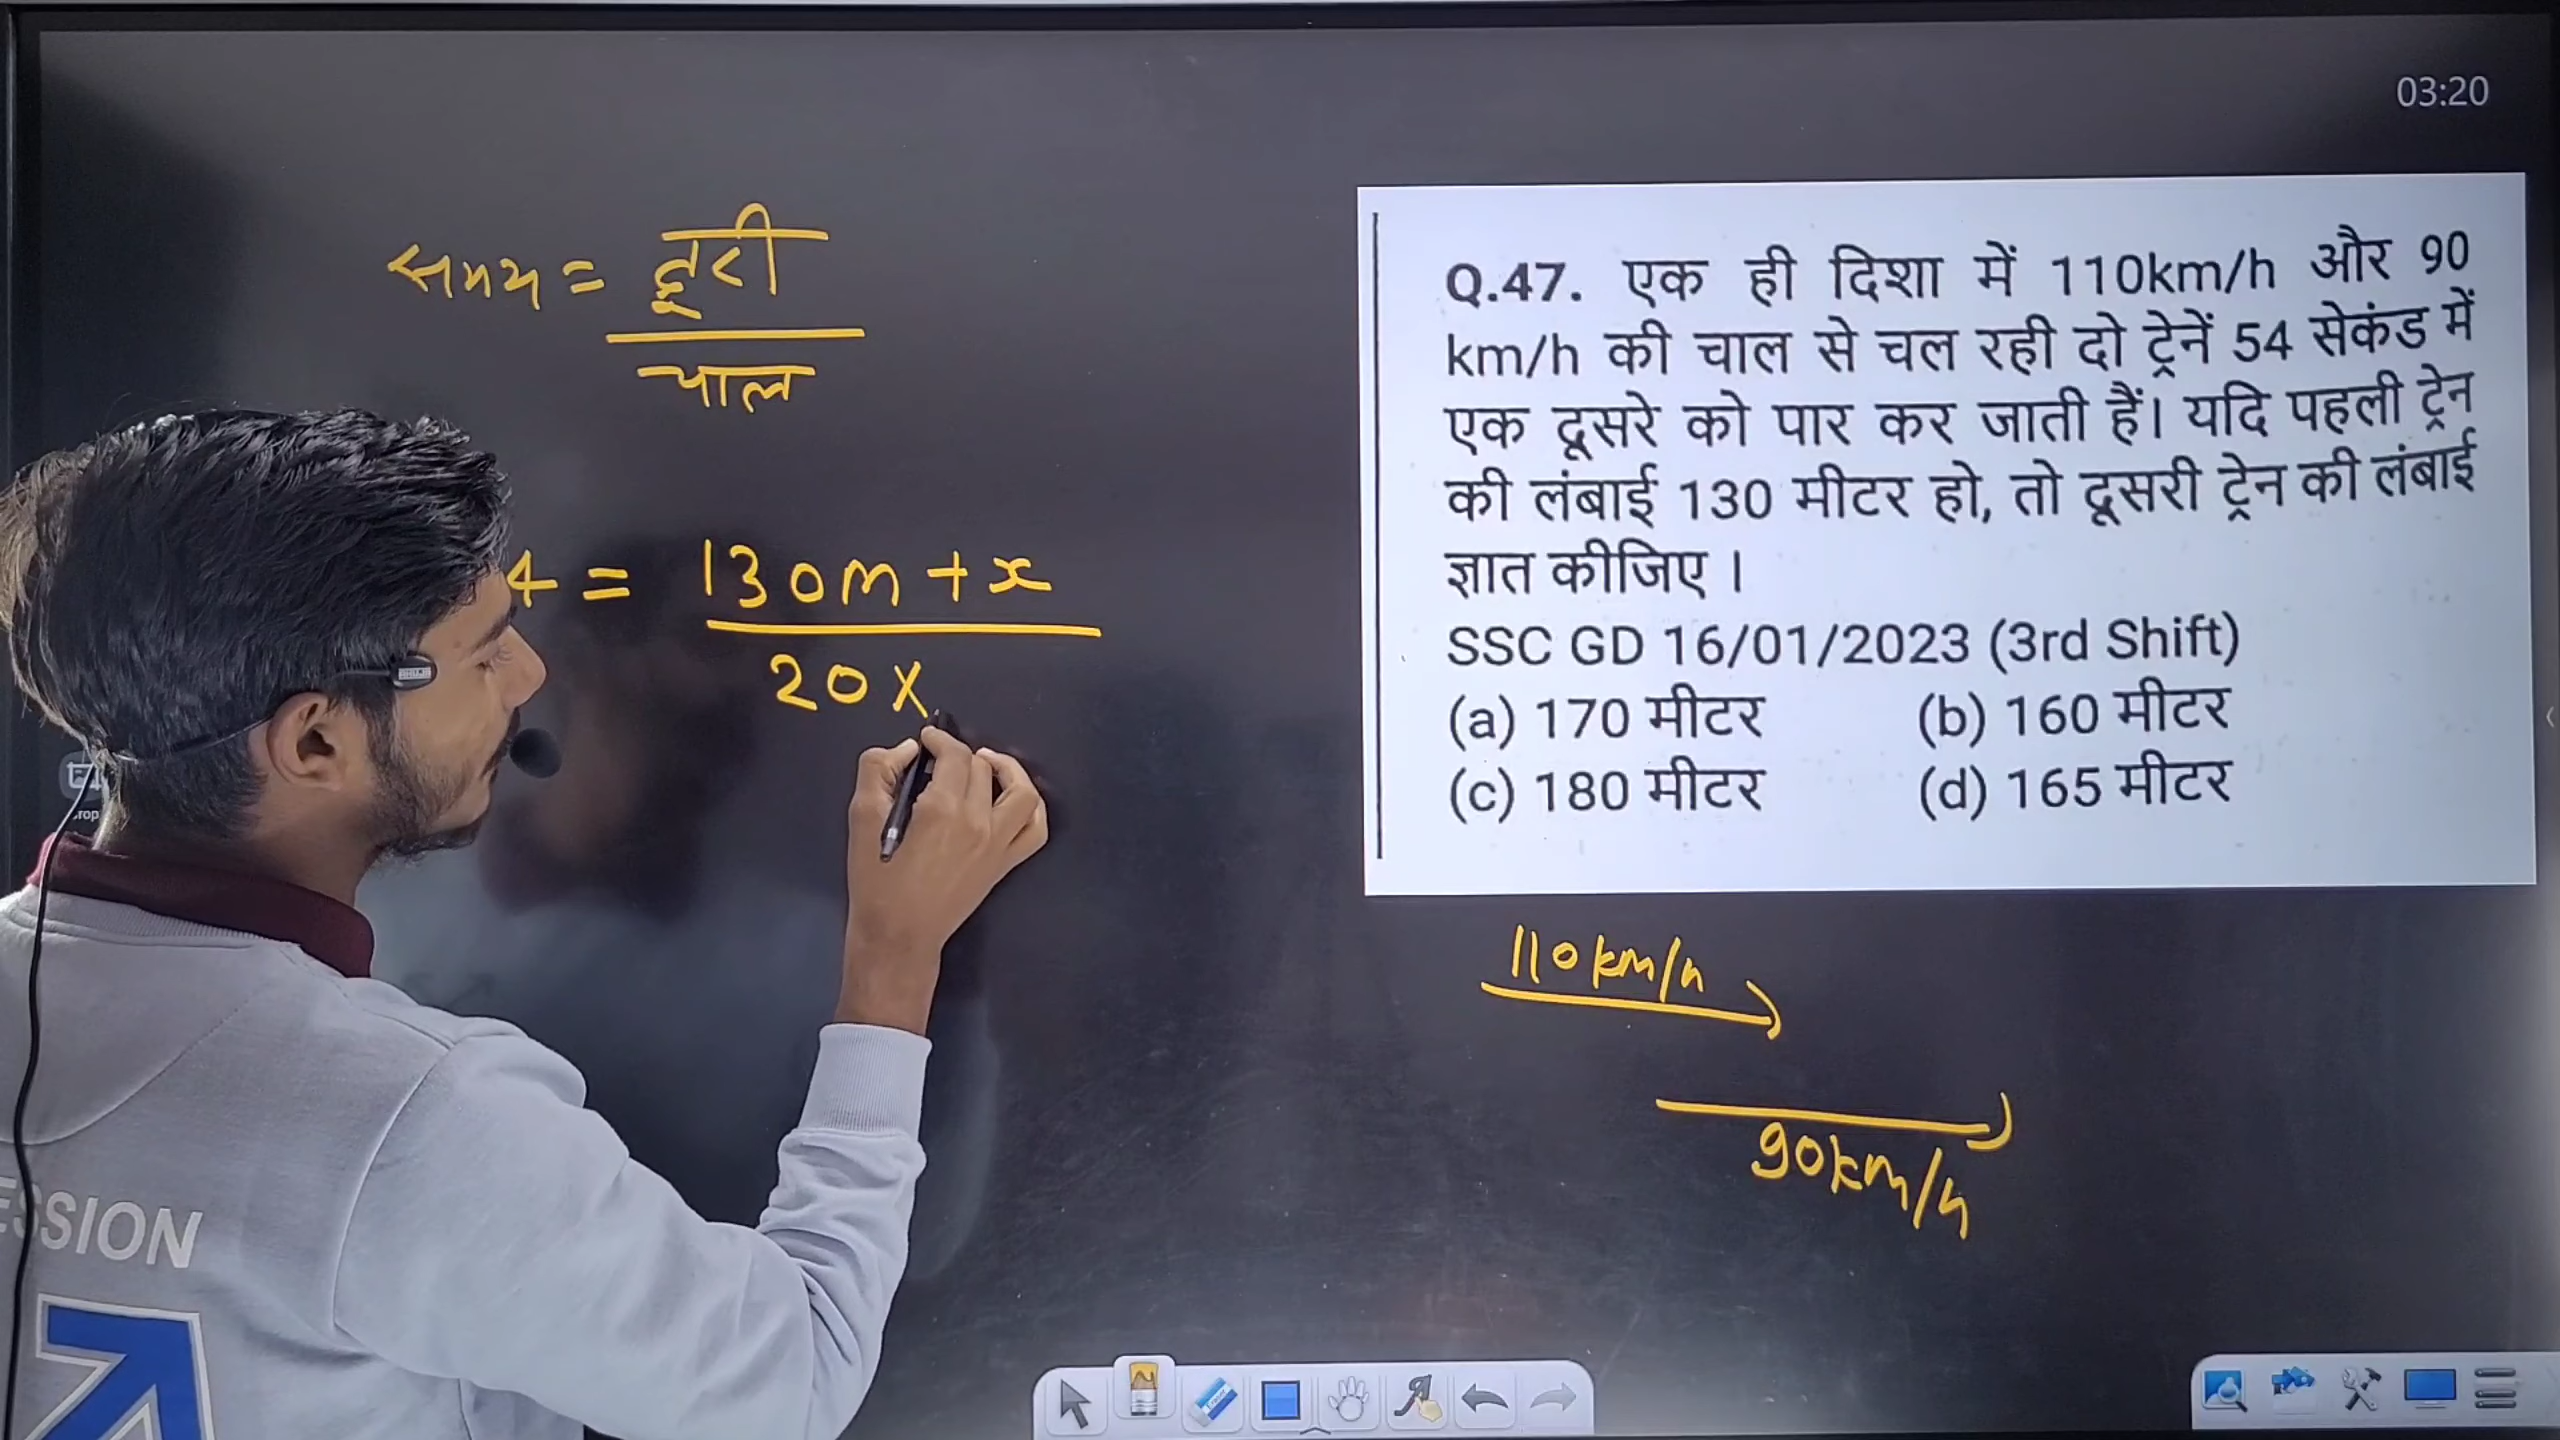 03:20
समय = दूरी
चाल
4 = 130m + x
20 x
Q.47. एक ही दिशा में 110km/h और 90
km/h की चाल से चल रही दो ट्रेनें 54 सेकंड में
एक दूसरे को पार कर जाती हैं। यदि पहली ट्रेन
की लंबाई 130 मीटर हो, तो दूसरी ट्रेन की लंबाई
ज्ञात कीजिए ।
SSC GD 16/01/2023 (3rd Shift)
(a) 170 मीटर (b) 160 मीटर
(c) 180 मीटर (d) 165 मीटर
110km/h
90km/h
ESSION
rop